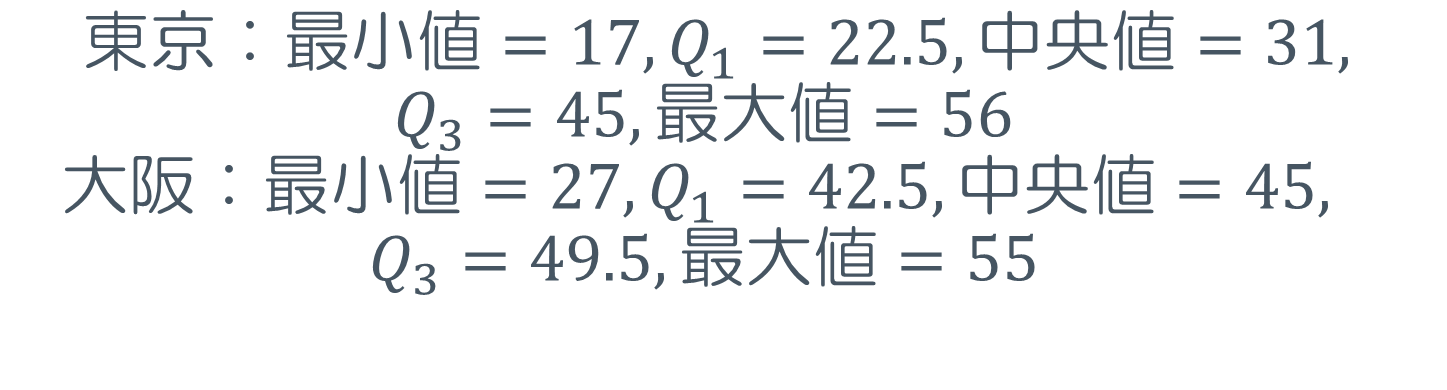 東京：最小値 = 17, Q₁ = 22.5, 中央値 = 31,
Q₃ = 45, 最大値 = 56
大阪：最小値 = 27, Q₁ = 42.5, 中央値 = 45,
Q₃ = 49.5, 最大値 = 55